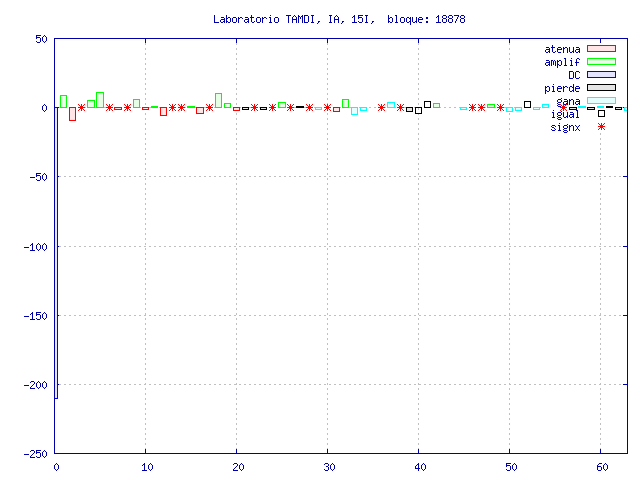 Laboratorio TAMDI, IA, 15I,  bloque: 18878
50
0
-50
-100
-150
-200
-250
0 10 20 30 40 50 60
atenua
amplif
DC
pierde
gana
igual
signx